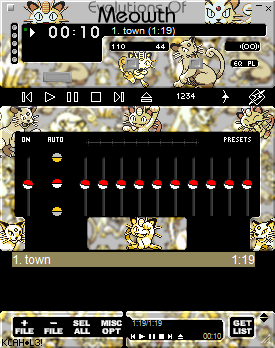 Evolutions Of
Meowth
00:10
1. town (1:19)
110 44
EQ PL
1234
ON AUTO PRESETS
1. town 1:19
+ FILE
- FILE
SEL ALL
MISC OPT
1:19/1:19
00:10
GET LIST